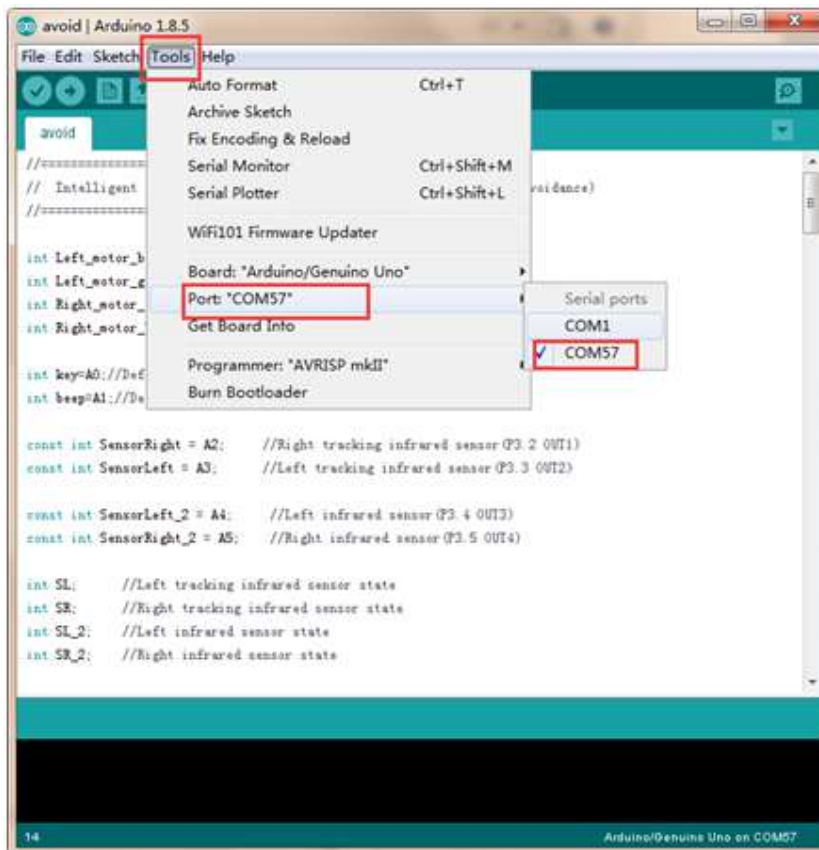 avoid | Arduino 1.8.5
File Edit Sketch Tools Help
Auto Format Ctrl+T
Archive Sketch
Fix Encoding & Reload
Serial Monitor Ctrl+Shift+M
Serial Plotter Ctrl+Shift+L
WiFi101 Firmware Updater
Board: "Arduino/Genuino Uno"
Port: "COM57"
Serial ports
COM1
COM57
Get Board Info
Programmer: "AVRISP mkII"
Burn Bootloader
avoid
//===============
// Intelligent
//===============
int Left_motor_b
int Left_motor_g
int Right_motor_
int Right_motor_
int key=A0;//Def
int beep=A1;//De
const int SensorRight = A2; //Right tracking infrared sensor(P3.2 OUT1)
const int SensorLeft = A3; //Left tracking infrared sensor(P3.3 OUT2)
const int SensorLeft_2 = A4; //Left infrared sensor(P3.4 OUT3)
const int SensorRight_2 = A5; //Right infrared sensor(P3.5 OUT4)
int SL; //Left tracking infrared sensor state
int SR; //Right tracking infrared sensor state
int SL_2; //Left infrared sensor state
int SR_2; //Right infrared sensor state
14 Arduino/Genuino Uno on COM57